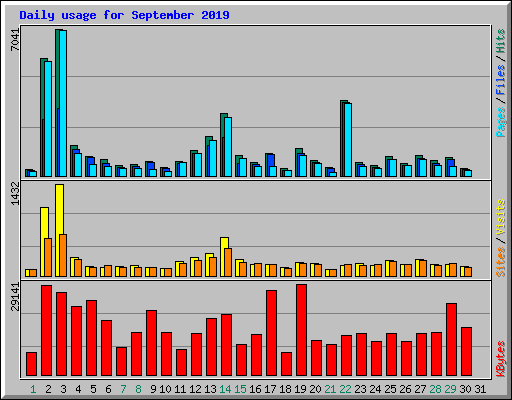 Daily usage for September 2019
7041
Pages / Files / Hits
1432
Sites / Visits
29141
KBytes
1 2 3 4 5 6 7 8 9 10 11 12 13 14 15 16 17 18 19 20 21 22 23 24 25 26 27 28 29 30 31